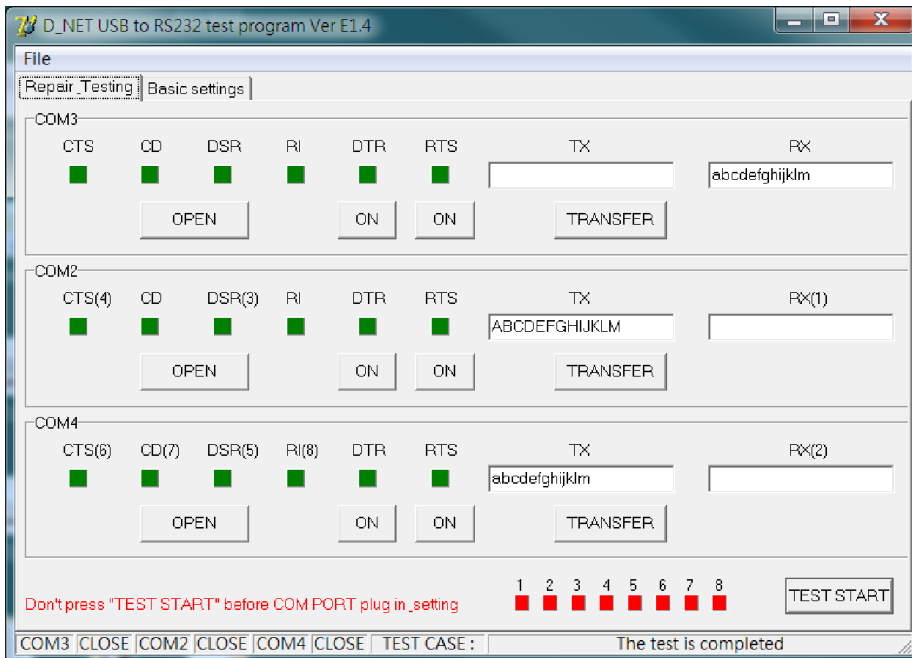 D_NET USB to RS232 test program Ver E1.4
File
Repair_Testing Basic settings
COM3
CTS CD DSR RI DTR RTS TX RX
abcdefghijklm
OPEN ON ON TRANSFER
COM2
CTS(4) CD DSR(3) RI DTR RTS TX RX(1)
ABCDEFGHIJKLM
OPEN ON ON TRANSFER
COM4
CTS(6) CD(7) DSR(5) RI(8) DTR RTS TX RX(2)
abcdefghijklm
OPEN ON ON TRANSFER
1 2 3 4 5 6 7 8
Don't press "TEST START" before COM PORT plug in_setting TEST START
COM3 CLOSE COM2 CLOSE COM4 CLOSE TEST CASE : The test is completed